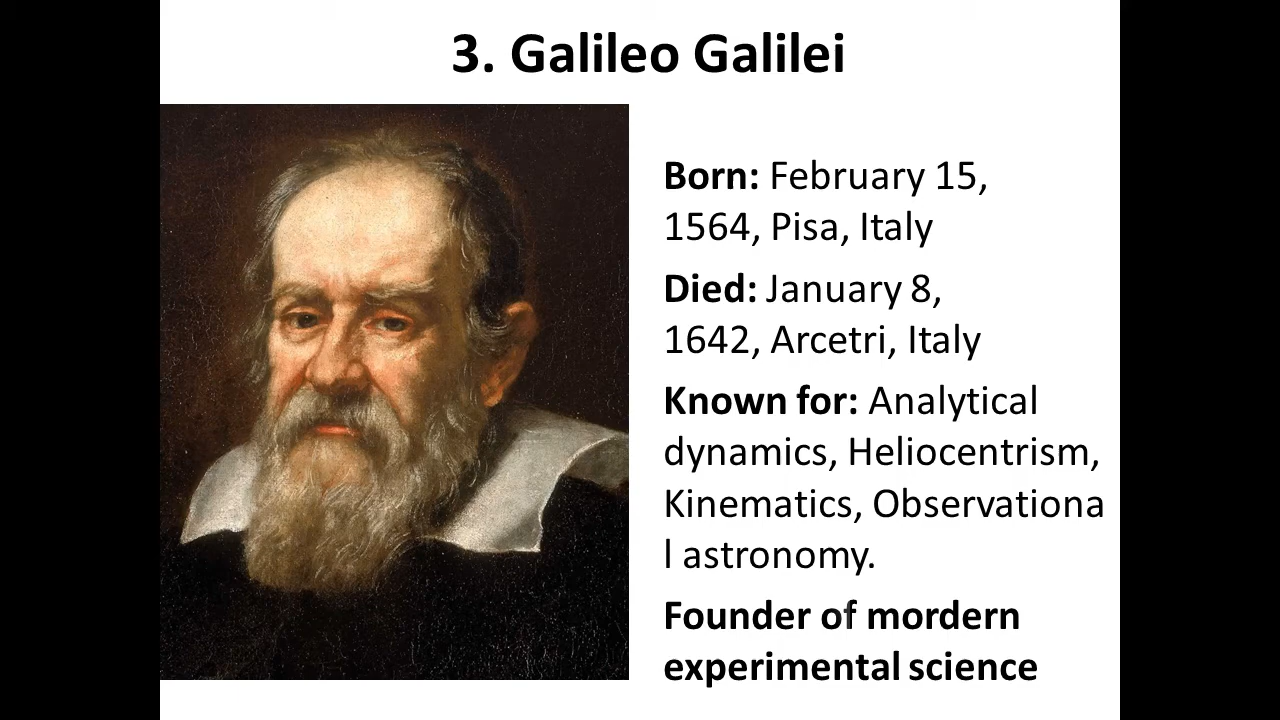 3. Galileo Galilei
Born: February 15,
1564, Pisa, Italy
Died: January 8,
1642, Arcetri, Italy
Known for: Analytical
dynamics, Heliocentrism,
Kinematics, Observationa
l astronomy.
Founder of mordern
experimental science